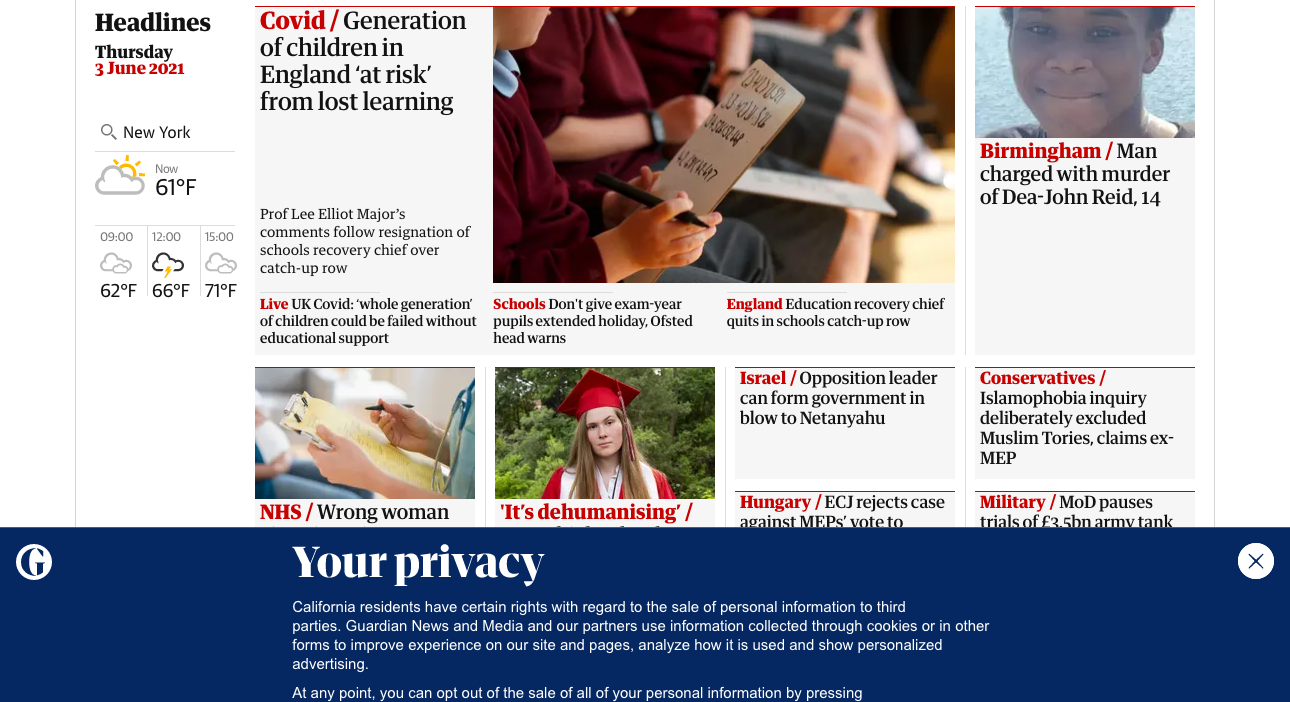 Headlines
Thursday
3 June 2021
New York
Now
61°F
09:00 12:00 15:00
62°F 66°F 71°F
Covid / Generation
of children in
England ‘at risk’
from lost learning
Prof Lee Elliot Major’s
comments follow resignation of
schools recovery chief over
catch-up row
Live UK Covid: ‘whole generation’
of children could be failed without
educational support
Schools Don't give exam-year
pupils extended holiday, Ofsted
head warns
England Education recovery chief
quits in schools catch-up row
Birmingham / Man
charged with murder
of Dea-John Reid, 14
NHS / Wrong woman
'It’s dehumanising’ /
Israel / Opposition leader
can form government in
blow to Netanyahu
Conservatives /
Islamophobia inquiry
deliberately excluded
Muslim Tories, claims ex-
MEP
Hungary / ECJ rejects case
against MEPs’ vote to
Military / MoD pauses
trials of £3.5bn army tank
Your privacy
California residents have certain rights with regard to the sale of personal information to third
parties. Guardian News and Media and our partners use information collected through cookies or in other
forms to improve experience on our site and pages, analyze how it is used and show personalized
advertising.
At any point, you can opt out of the sale of all of your personal information by pressing